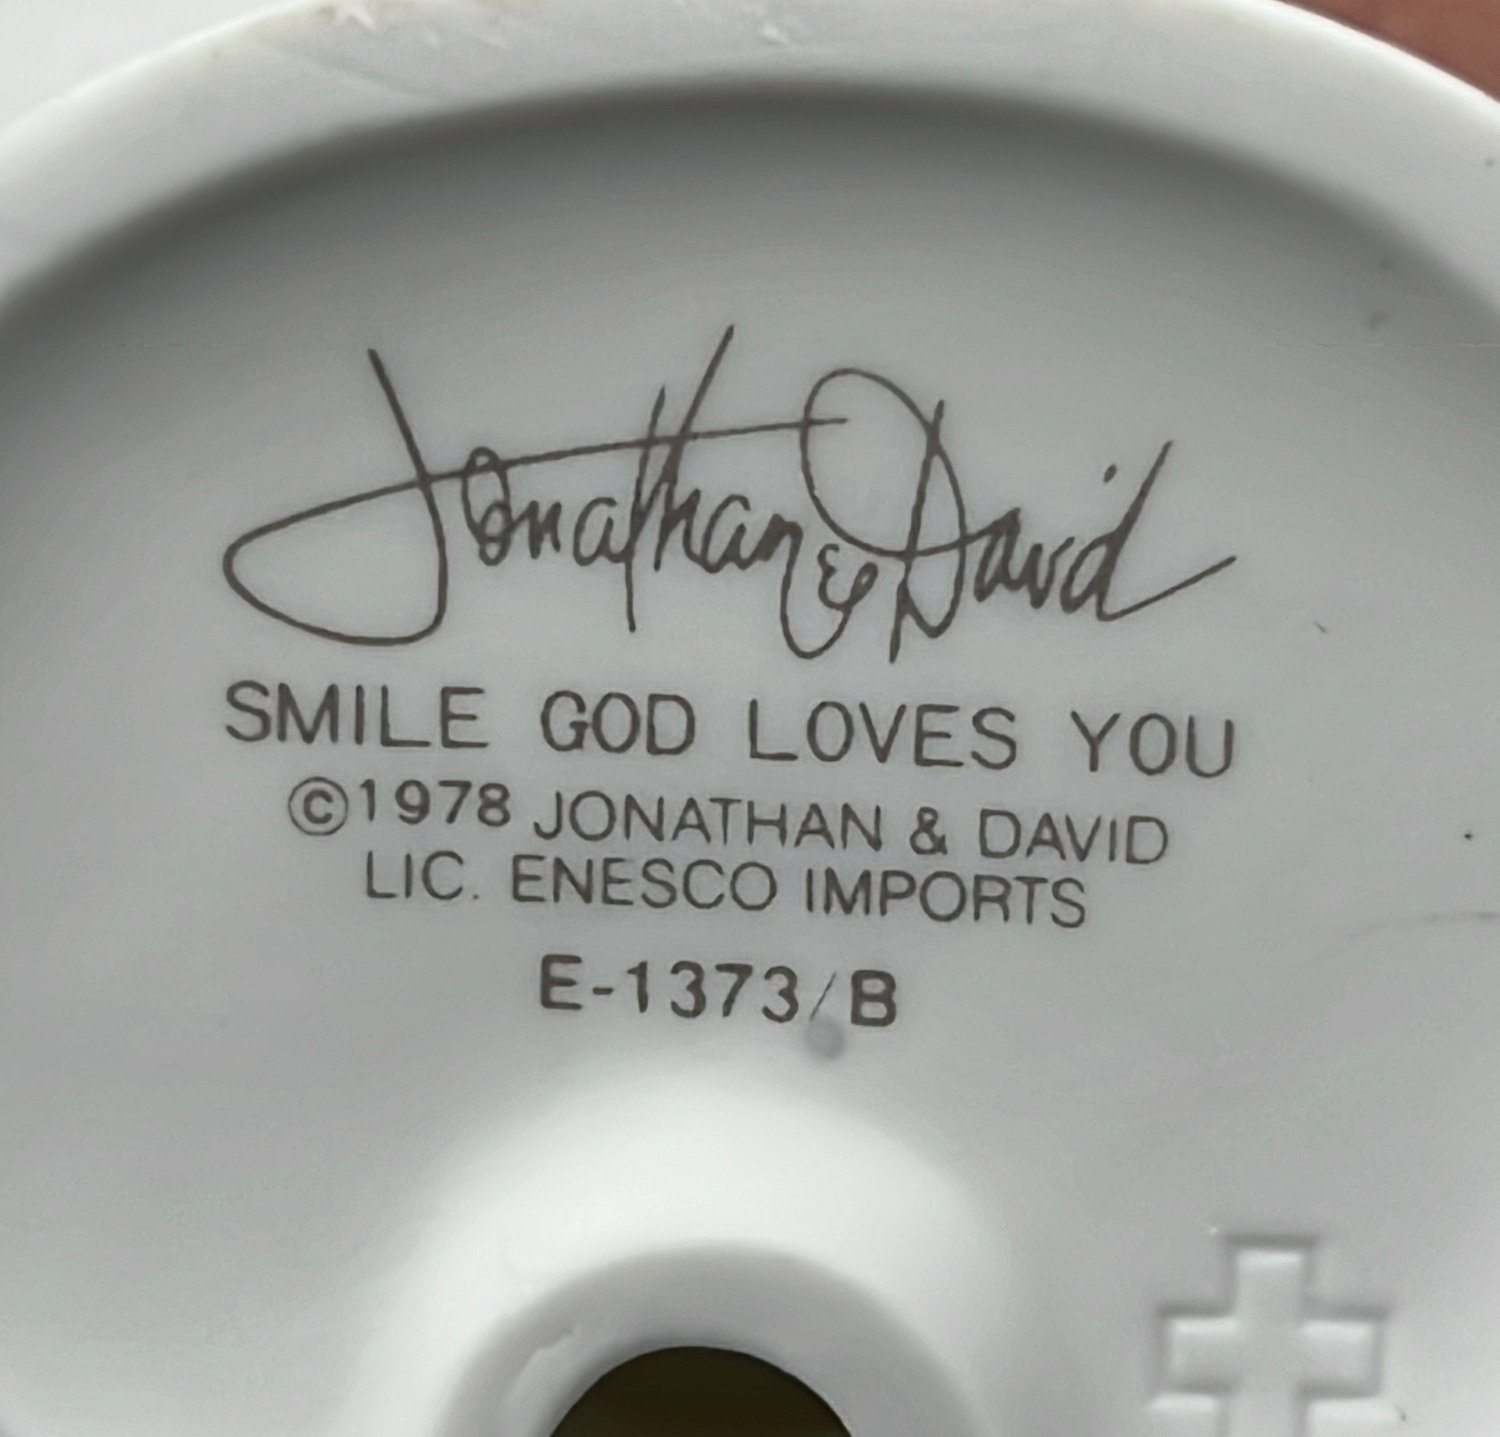 Jonathan & David
SMILE GOD LOVES YOU
©1978 JONATHAN & DAVID
LIC. ENESCO IMPORTS
E-1373/B